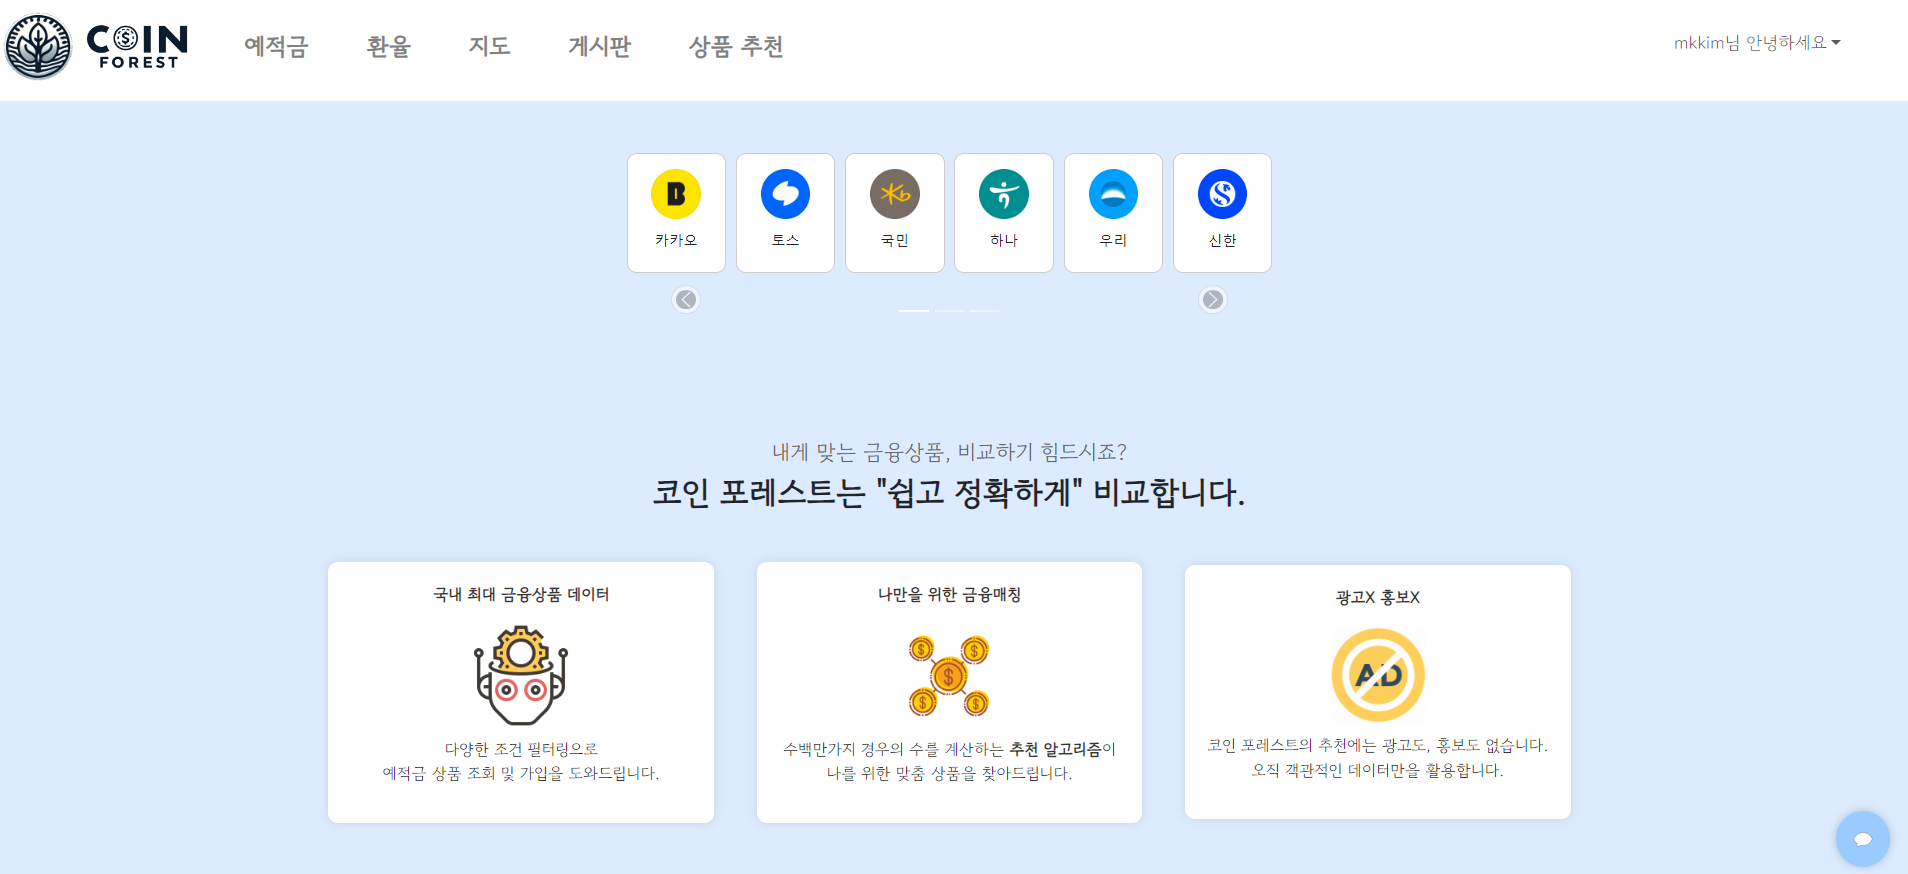 COIN
FOREST
예적금
환율
지도
게시판
상품 추천
mkkim님 안녕하세요
B
Kb
S
카카오
토스
국민
하나
우리
신한
내게 맞는 금융상품, 비교하기 힘드시죠?
코인 포레스트는 "쉽고 정확하게" 비교합니다.
국내 최대 금융상품 데이터
다양한 조건 필터링으로
예적금 상품 조회 및 가입을 도와드립니다.
나만을 위한 금융매칭
수백만가지 경우의 수를 계산하는 추천 알고리즘이
나를 위한 맞춤 상품을 찾아드립니다.
광고X 홍보X
AD
코인 포레스트의 추천에는 광고도, 홍보도 없습니다.
오직 객관적인 데이터만을 활용합니다.